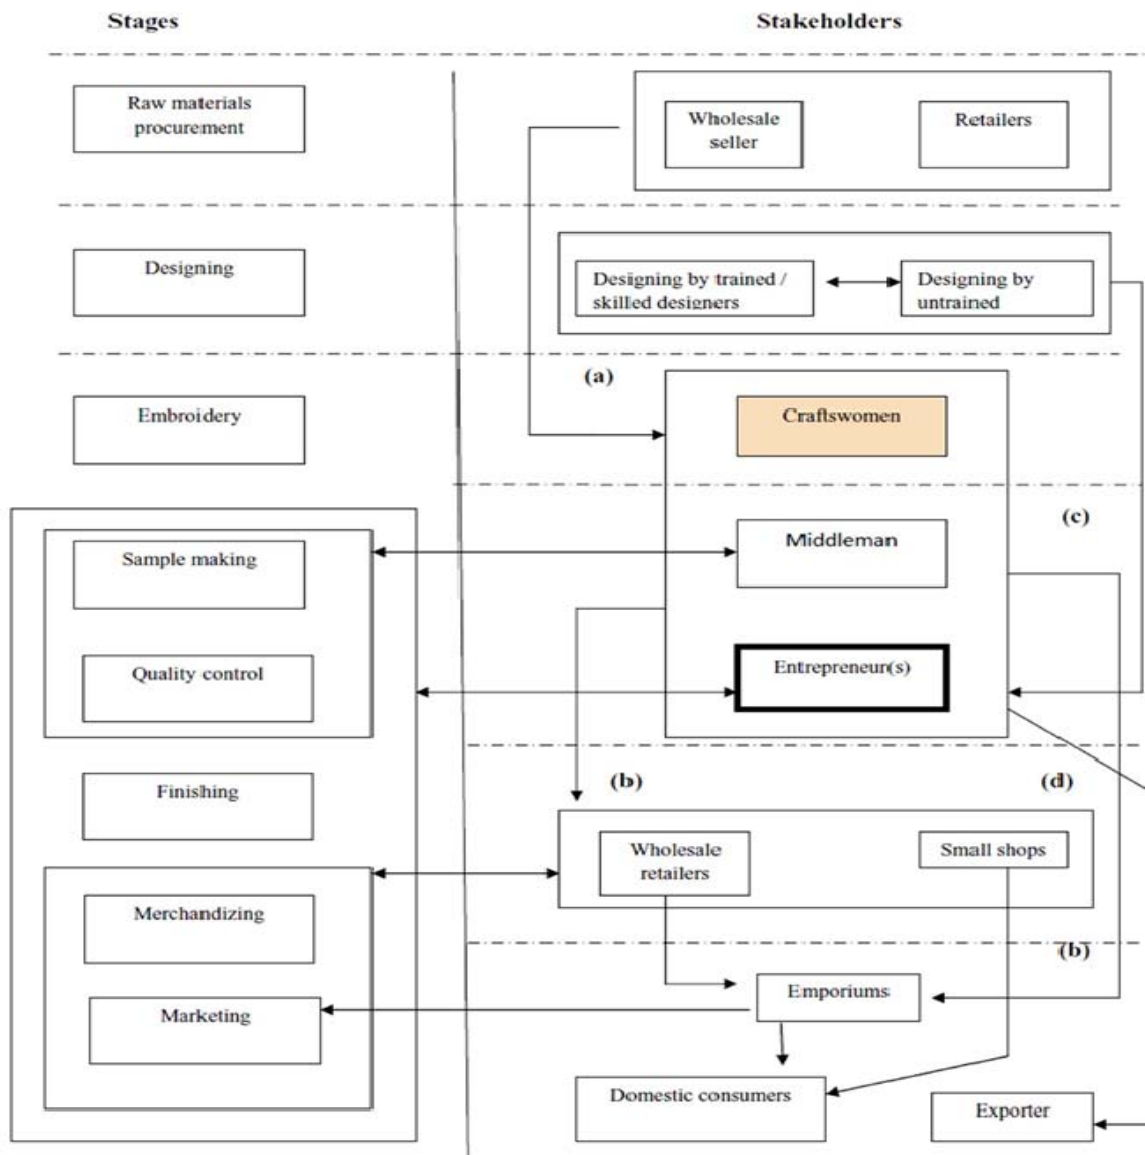 Stages
Stakeholders
Raw materials
procurement
Wholesale
seller
Retailers
Designing
Designing by trained /
skilled designers
Designing by
untrained
(a)
Embroidery
Craftswomen
(c)
Sample making
Middleman
Quality control
Entrepreneur(s)
Finishing
(b)
(d)
Wholesale
retailers
Small shops
Merchandizing
(b)
Marketing
Emporiums
Domestic consumers
Exporter